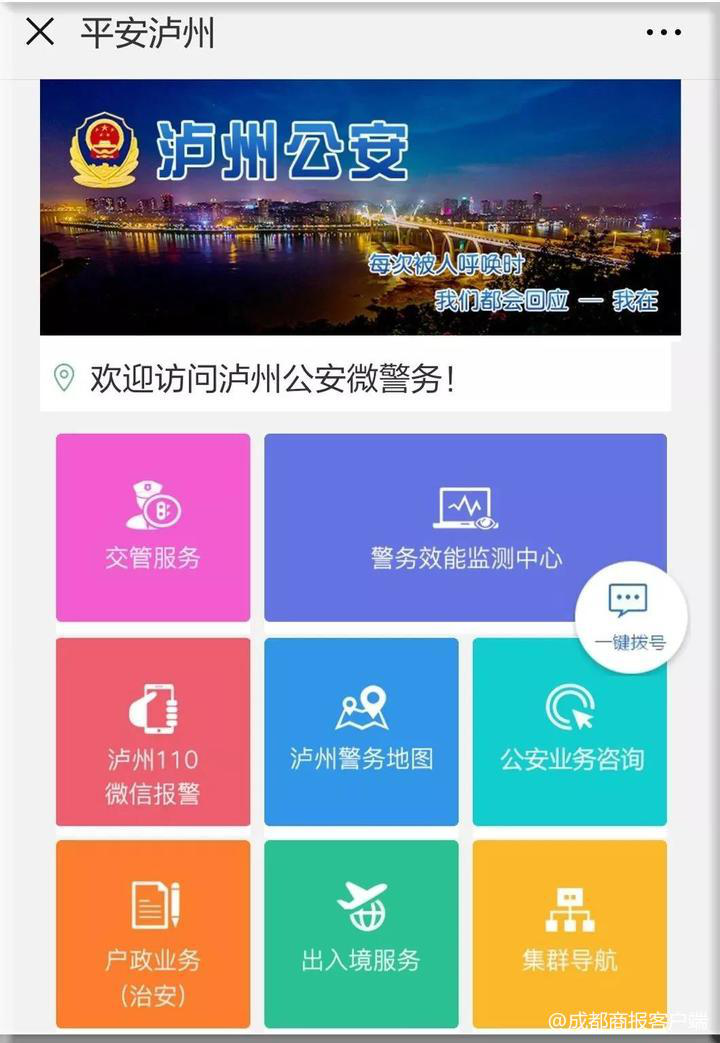 平安泸州
泸州公安
每次被人呼唤时
我们都会回应 — 我在
欢迎访问泸州公安微警务！
交管服务
警务效能监测中心
一键拨号
泸州110
微信报警
泸州警务地图
公安业务咨询
户政业务
（治安）
出入境服务
集群导航
@成都商报客户端